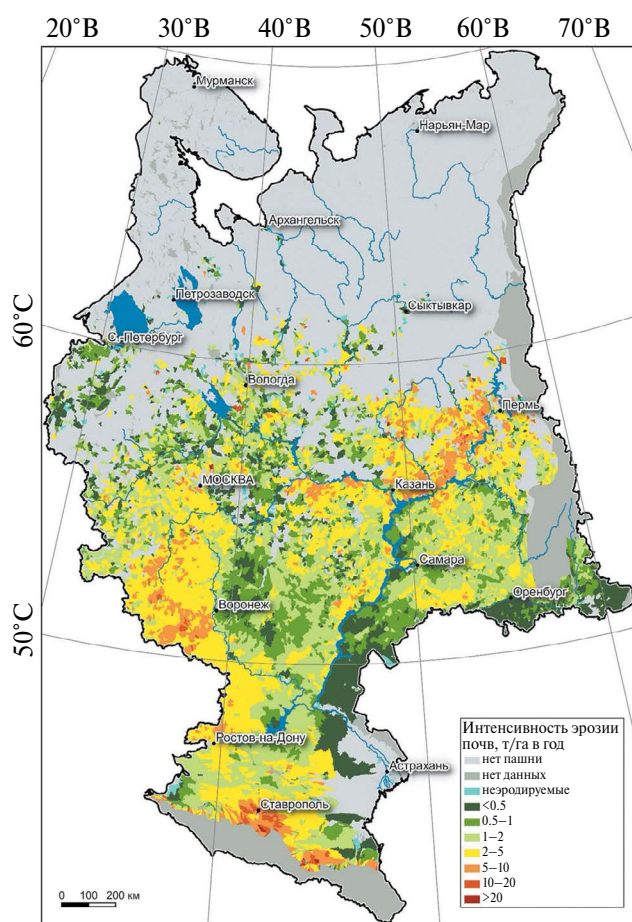 20°В 30°В 40°В 50°В 60°В 70°В
Мурманск
Нарьян-Мар
Архангельск
Петрозаводск
Сыктывкар
60°С
С.-Петербург
Вологда
Пермь
МОСКВА
Казань
Самара
Оренбург
Воронеж
50°С
Интенсивность эрозии
почв, т/га в год
нет пашни
нет данных
неэродируемые
<0.5
0.5–1
1–2
2–5
5–10
10–20
>20
Ростов-на-Дону
Астрахань
Ставрополь
0 100 200 км